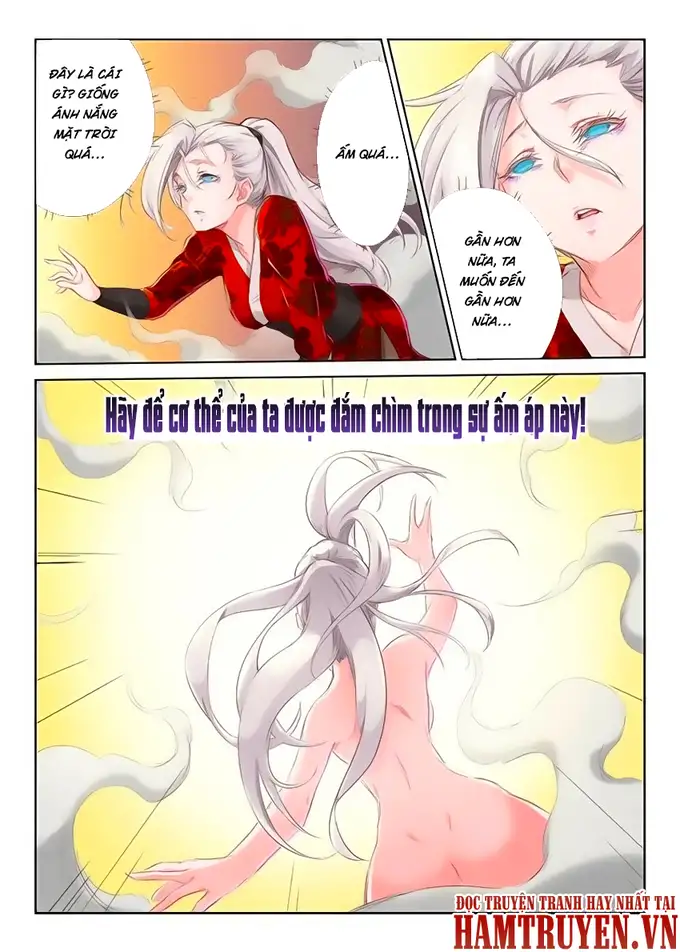 ĐÂY LÀ CÁI
GÌ? GIỐNG
ÁNH NẮNG
MẶT TRỜI
QUÁ...
ẤM QUÁ...
GẦN HƠN
NỮA, TA
MUỐN ĐẾN
GẦN HƠN
NỮA...
Hãy để cơ thể của ta được đắm chìm trong sự ấm áp này!
ĐỌC TRUYỆN TRANH HAY NHẤT TẠI
HAMTRUYEN.VN